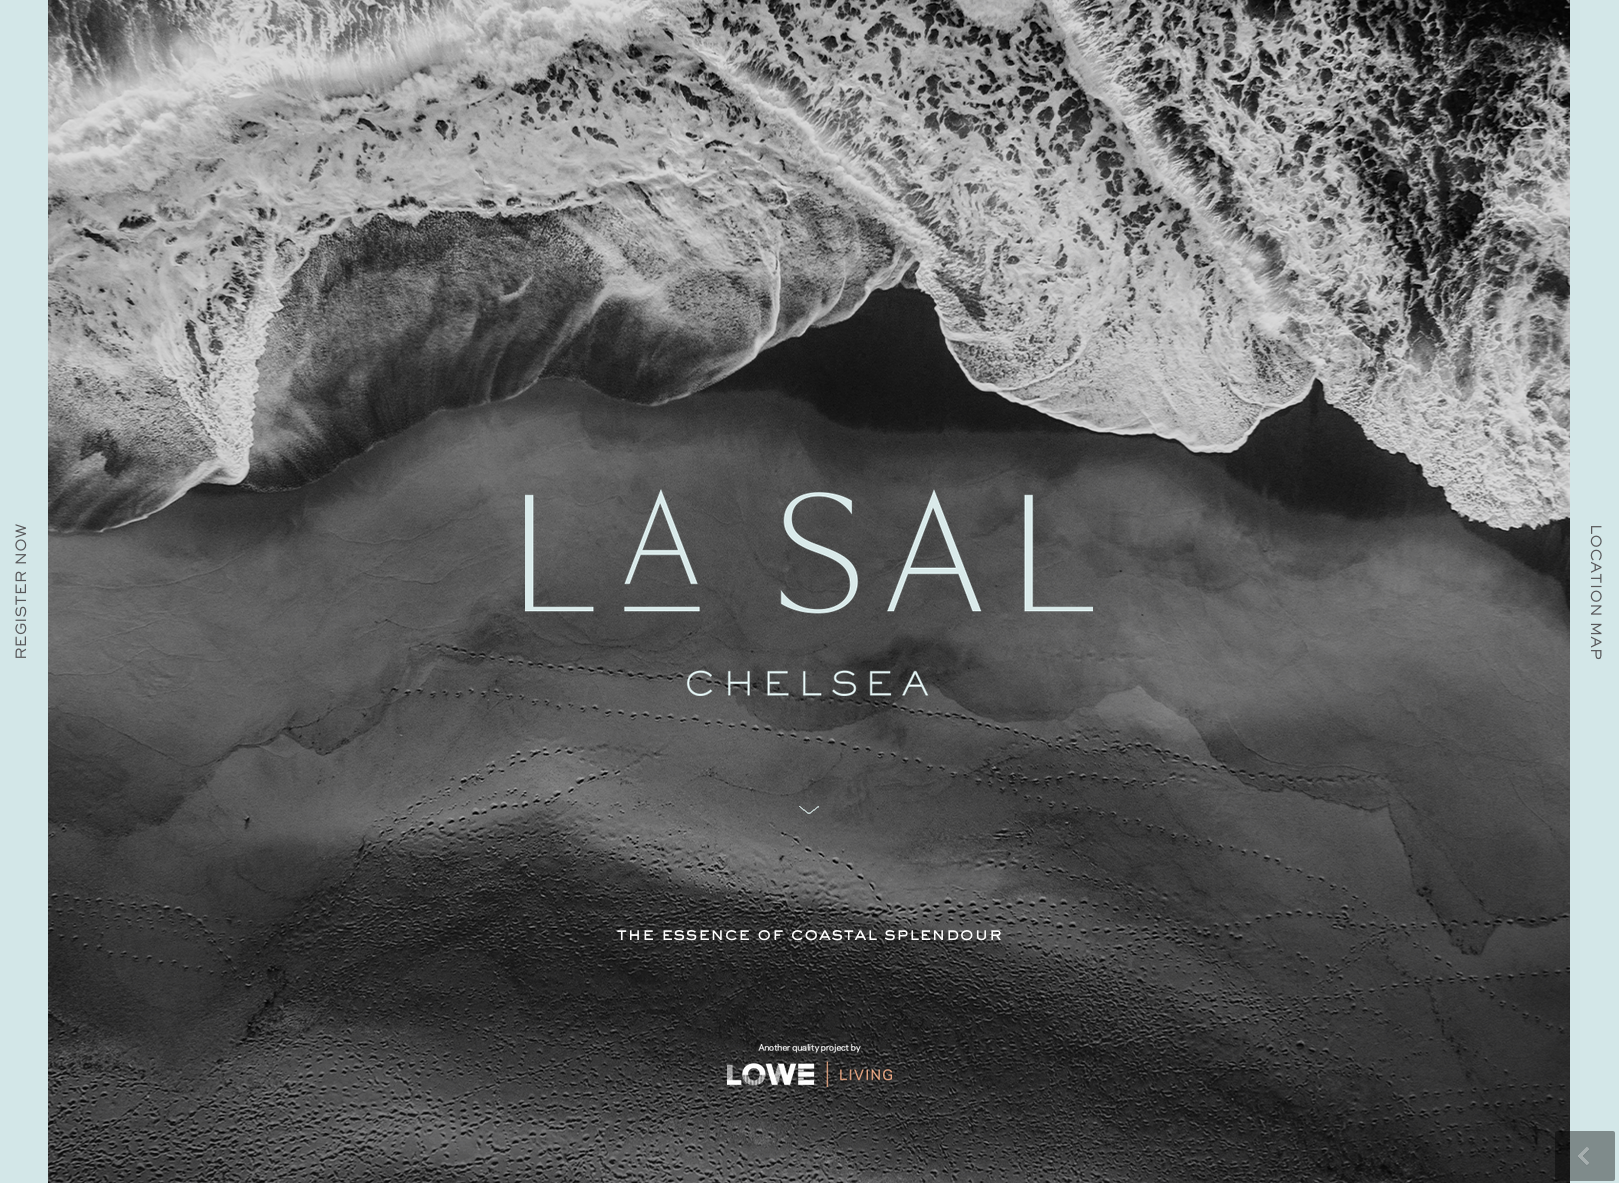 REGISTER NOW
LA SAL
CHELSEA
THE ESSENCE OF COASTAL SPLENDOUR
Another quality project by
LOWE | LIVING
LOCATION MAP